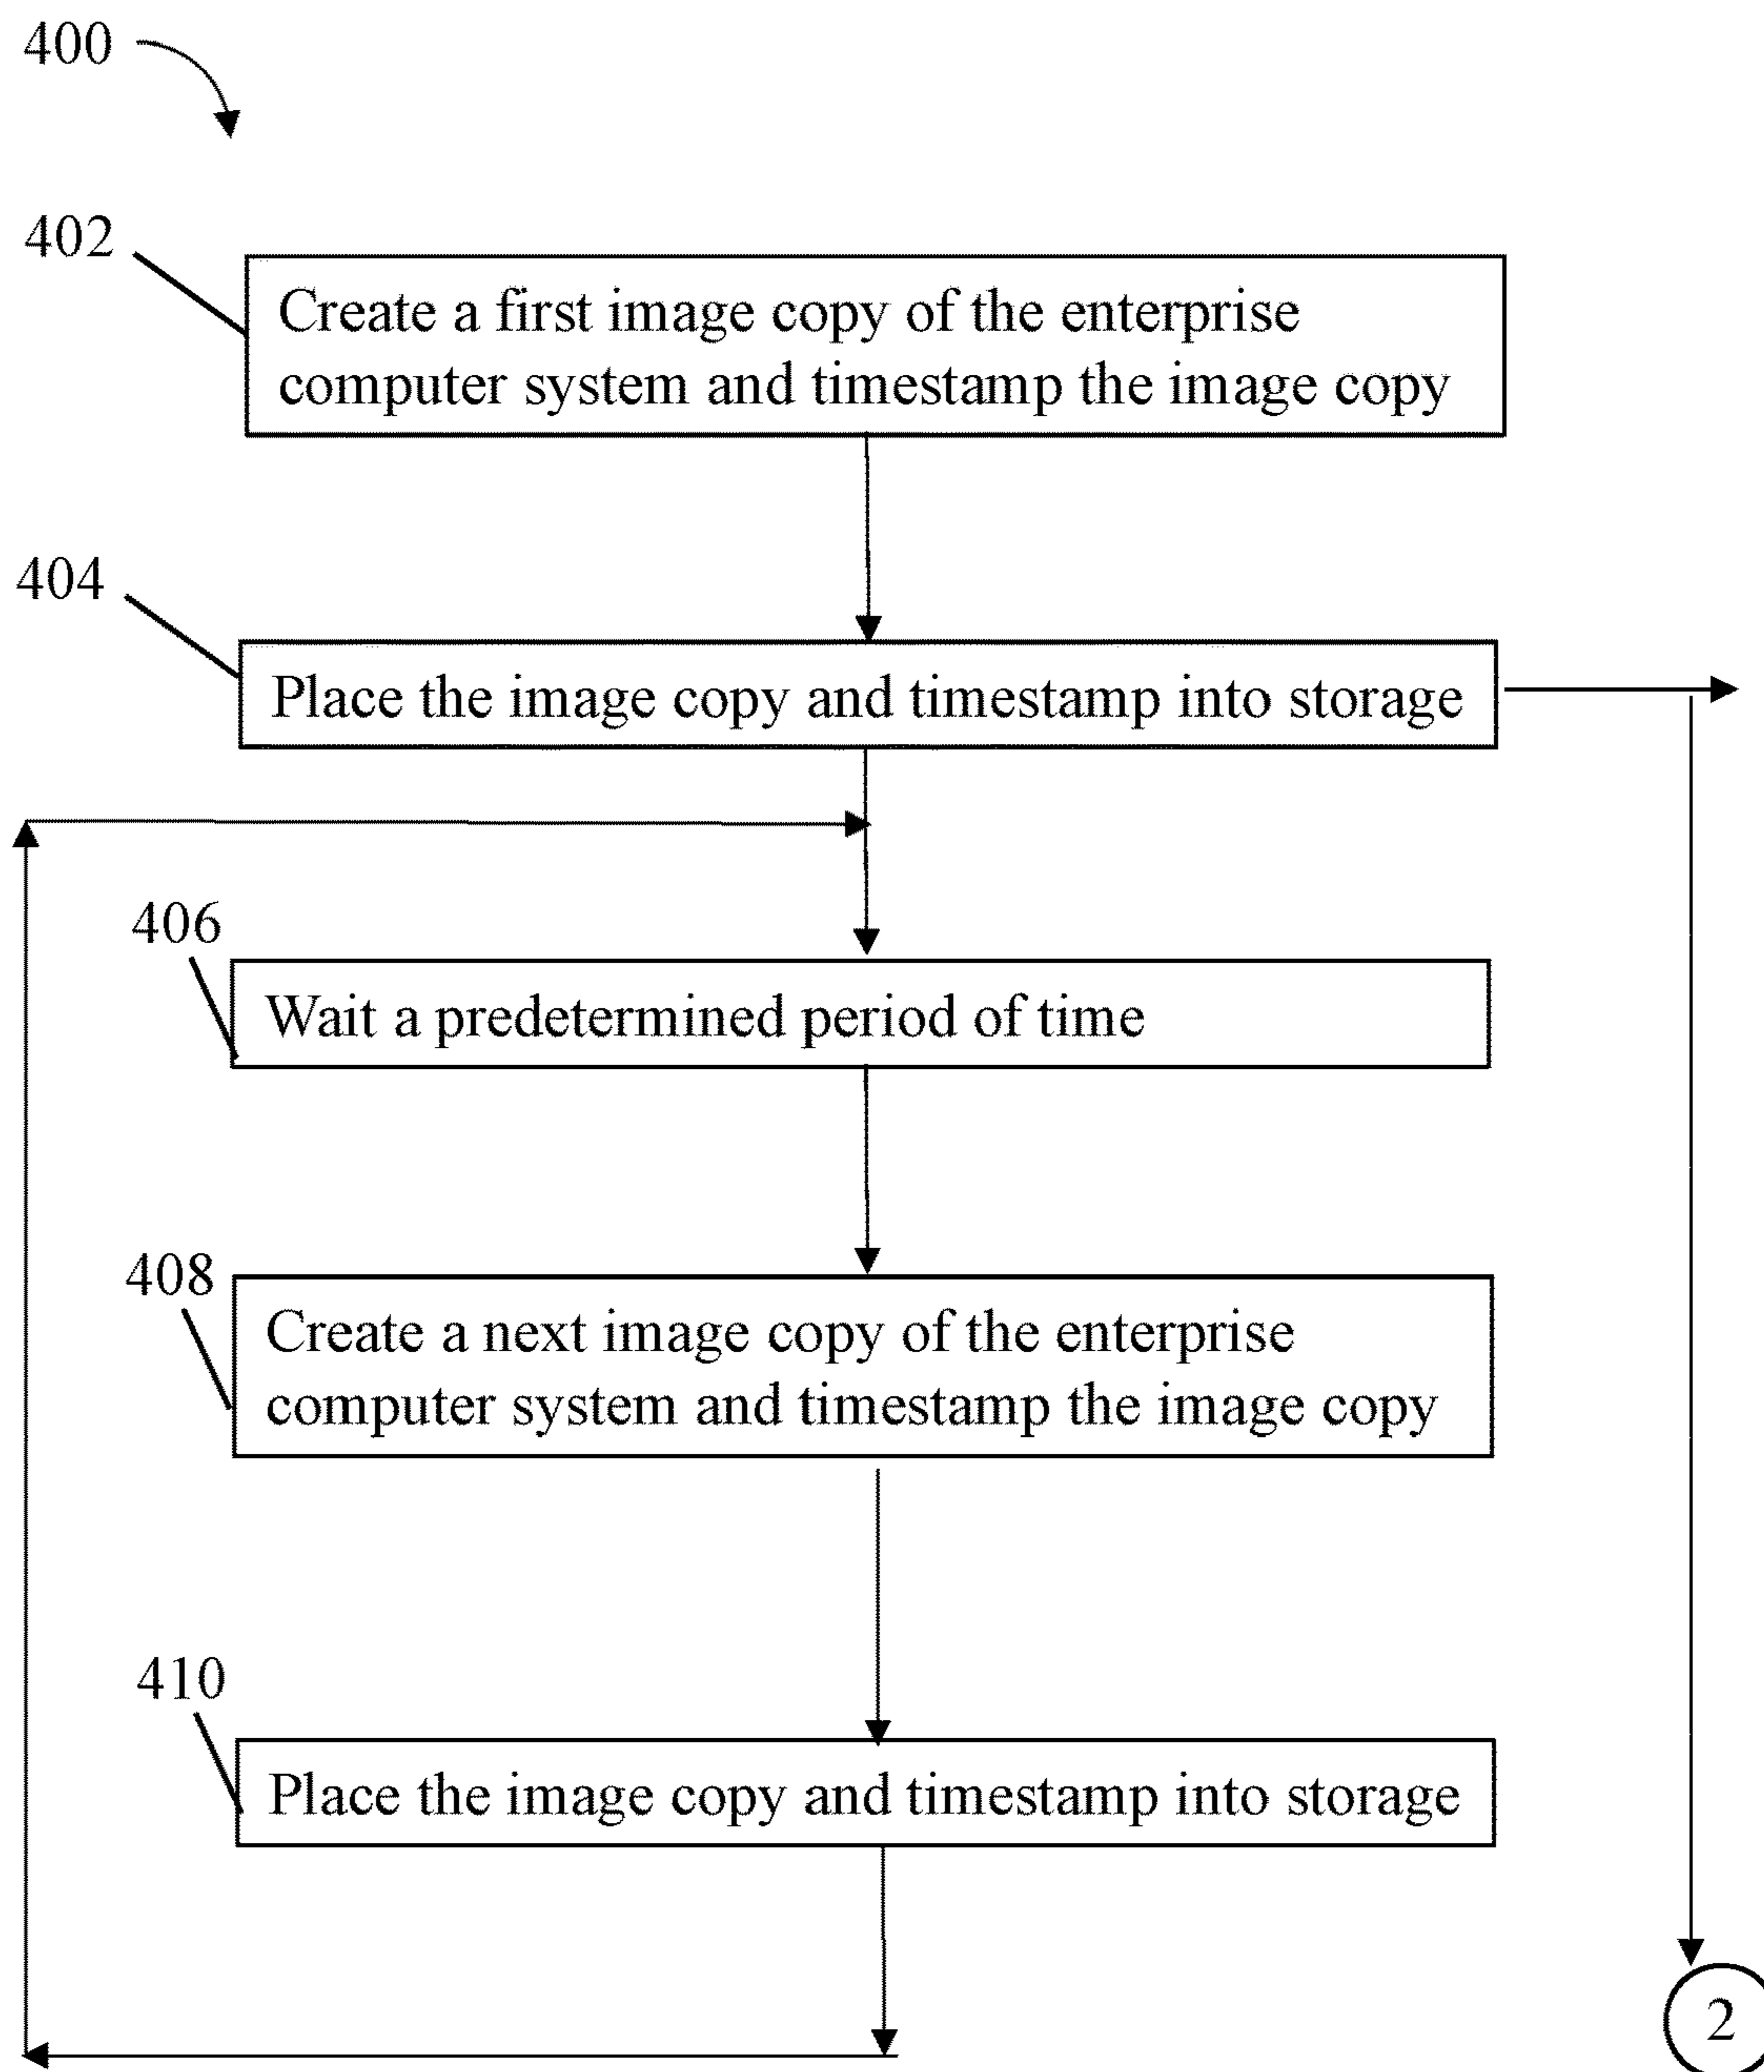 400
402
Create a first image copy of the enterprise
computer system and timestamp the image copy
404
Place the image copy and timestamp into storage
406
Wait a predetermined period of time
408
Create a next image copy of the enterprise
computer system and timestamp the image copy
410
Place the image copy and timestamp into storage
2